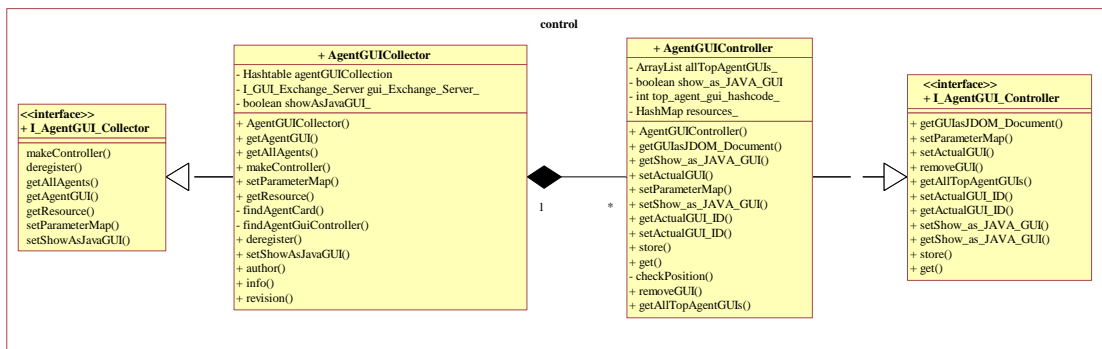 control
<<interface>>
+ I_AgentGUI_Collector
makeController()
deregister()
getAllAgents()
getAgentGUI()
getResource()
setParameterMap()
setShowAsJavaGUI()
+ AgentGUICollector
- Hashtable agentGUICollection
- I_GUI_Exchange_Server gui_Exchange_Server_
- boolean showAsJavaGUI_
+ AgentGUICollector()
+ getAgentGUI()
+ getAllAgents()
+ makeController()
+ setParameterMap()
+ getResource()
- findAgentCard()
- findAgentGuiController()
+ deregister()
+ setShowAsJavaGUI()
+ author()
+ info()
+ revision()
1
*
+ AgentGUIController
- ArrayList allTopAgentGUIs_
- boolean show_as_JAVA_GUI
- int top_agent_gui_hashcode_
- HashMap resources_
+ AgentGUIController()
+ getGUIasJDOM_Document()
+ getShow_as_JAVA_GUI()
+ setActualGUI()
+ setParameterMap()
+ setShow_as_JAVA_GUI()
+ getActualGUI_ID()
+ setActualGUI_ID()
+ store()
+ get()
- checkPosition()
+ removeGUI()
+ getAllTopAgentGUIs()
<<interface>>
+ I_AgentGUI_Controller
+ getGUIasJDOM_Document()
+ setParameterMap()
+ setActualGUI()
+ removeGUI()
+ getAllTopAgentGUIs()
+ setActualGUI_ID()
+ getActualGUI_ID()
+ setShow_as_JAVA_GUI()
+ getShow_as_JAVA_GUI()
+ store()
+ get()